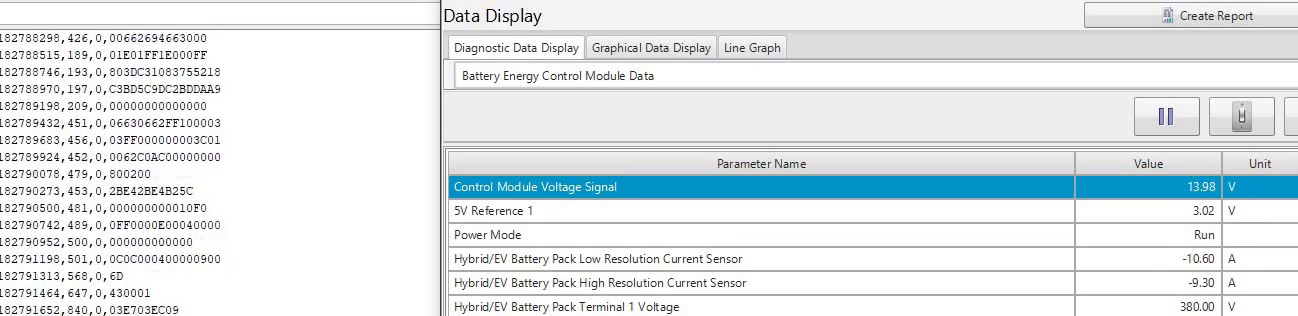 182788298,426,0,00662694663000
182788515,189,0,01E01FF1E000FF
182788746,193,0,803DC31083755218
182788970,197,0,C3BD5C9DC2BDDAA9
182789198,209,0,00000000000000
182789432,451,0,06630662FF100003
182789683,456,0,03FF000000003C01
182789924,452,0,0062C0AC00000000
182790078,479,0,800200
182790273,453,0,2BE42BE4B25C
182790500,481,0,000000000010F0
182790742,489,0,0FF0000E00040000
182790952,500,0,000000000000
182791198,501,0,0C0C000400000900
182791313,568,0,6D
182791464,647,0,430001
182791652,840,0,03E703EC09
Data Display
Create Report
Diagnostic Data Display Graphical Data Display Line Graph
Battery Energy Control Module Data
Parameter Name Value Unit
Control Module Voltage Signal 13.98 V
5V Reference 1 3.02 V
Power Mode Run
Hybrid/EV Battery Pack Low Resolution Current Sensor -10.60 A
Hybrid/EV Battery Pack High Resolution Current Sensor -9.30 A
Hybrid/EV Battery Pack Terminal 1 Voltage 380.00 V